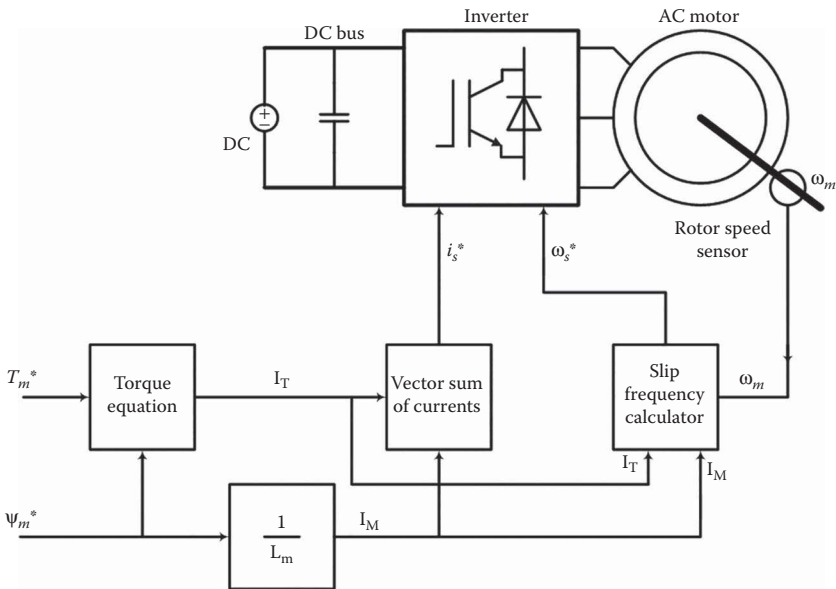 Inverter
AC motor
DC bus
+
−
DC
ω_m
Rotor speed
sensor
i_s*
ω_s*
T_m*
Torque
equation
I_T
Vector sum
of currents
Slip
frequency
calculator
ω_m
I_T
I_M
ψ_m*
1
L_m
I_M